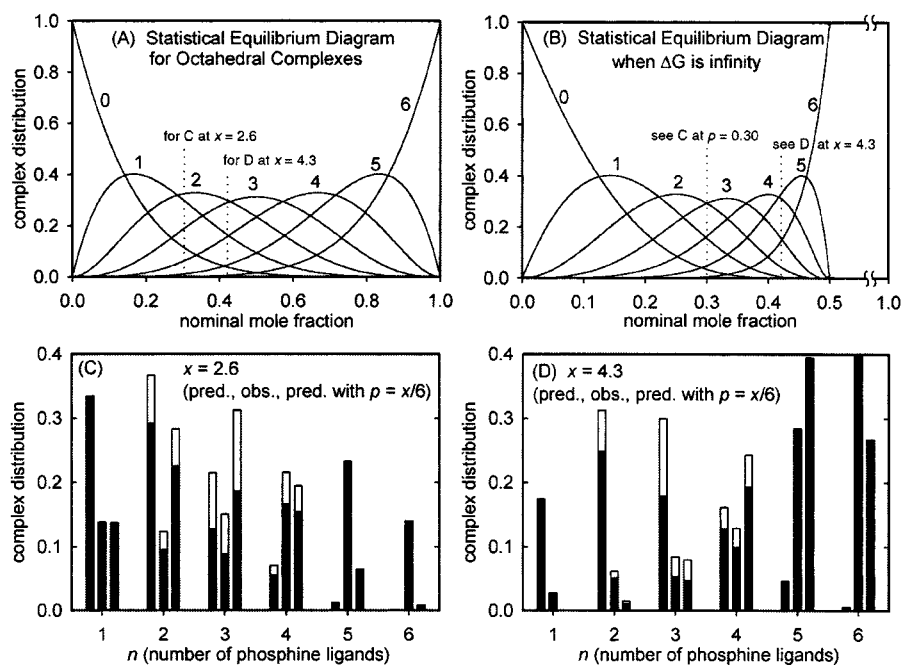 (A) Statistical Equilibrium Diagram
for Octahedral Complexes
0
6
for C at x = 2.6
for D at x = 4.3
1
2
3
4
5
complex distribution
1.0
0.8
0.6
0.4
0.2
0.0
0.0 0.2 0.4 0.6 0.8 1.0
nominal mole fraction
(B) Statistical Equilibrium Diagram
when ΔG is infinity
0
6
see C at p = 0.30
see D at x = 4.3
1
2
3
4
5
complex distribution
1.0
0.8
0.6
0.4
0.2
0.0
0.0 0.1 0.2 0.3 0.4 0.5 1.0
nominal mole fraction
(C) x = 2.6
(pred., obs., pred. with p = x/6)
complex distribution
0.4
0.3
0.2
0.1
0.0
1 2 3 4 5 6
n (number of phosphine ligands)
(D) x = 4.3
(pred., obs., pred. with p = x/6)
complex distribution
0.4
0.3
0.2
0.1
0.0
1 2 3 4 5 6
n (number of phosphine ligands)